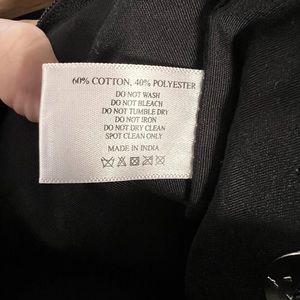 60% COTTON, 40% POLYESTER
DO NOT WASH
DO NOT BLEACH
DO NOT TUMBLE DRY
DO NOT IRON
DO NOT DRY CLEAN
SPOT CLEAN ONLY
MADE IN INDIA